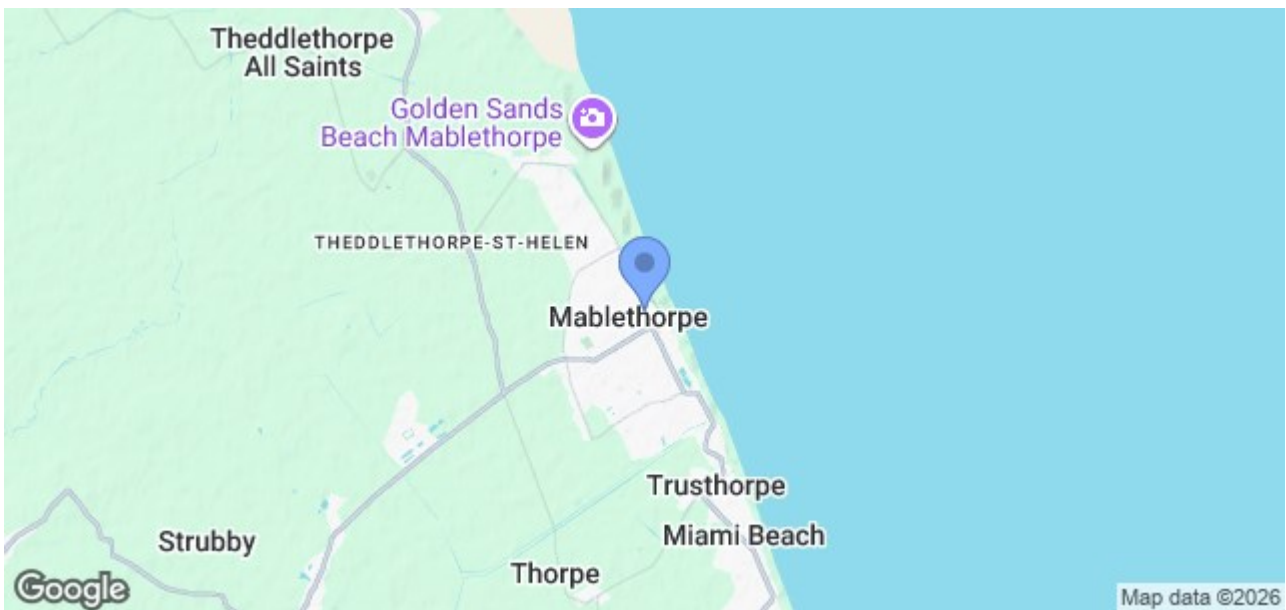 Theddlethorpe
All Saints
Golden Sands
Beach Mablethorpe
THEDDLETHORPE-ST-HELEN
Mablethorpe
Trusthorpe
Miami Beach
Strubby
Thorpe
Google
Map data ©2026